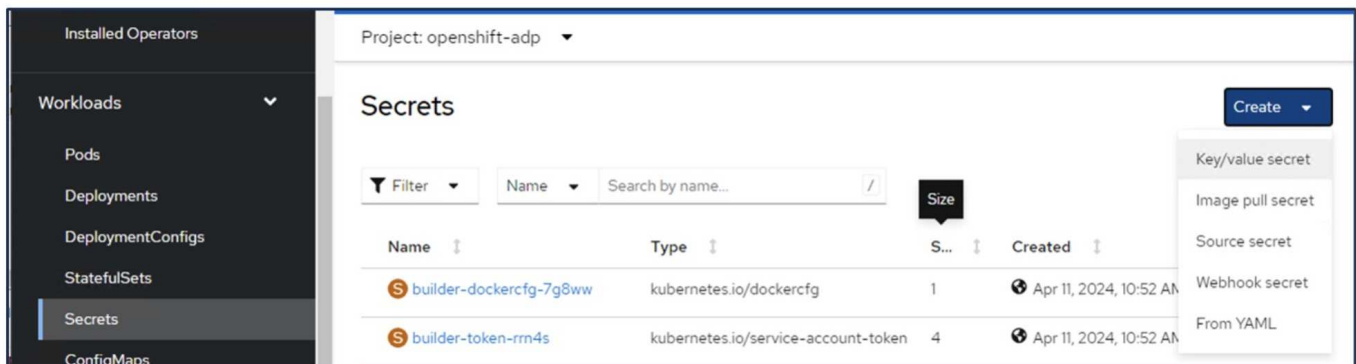 Installed Operators
Workloads
Pods
Deployments
DeploymentConfigs
StatefulSets
Secrets
ConfigMaps
Project: openshift-adp
Secrets
Create
Key/value secret
Image pull secret
Source secret
Webhook secret
From YAML
Filter
Name
Search by name...
/
Size
Name Type S... Created
S builder-dockercfg-7g8ww kubernetes.io/dockercfg 1 Apr 11, 2024, 10:52 AM
S builder-token-rrn4s kubernetes.io/service-account-token 4 Apr 11, 2024, 10:52 AM